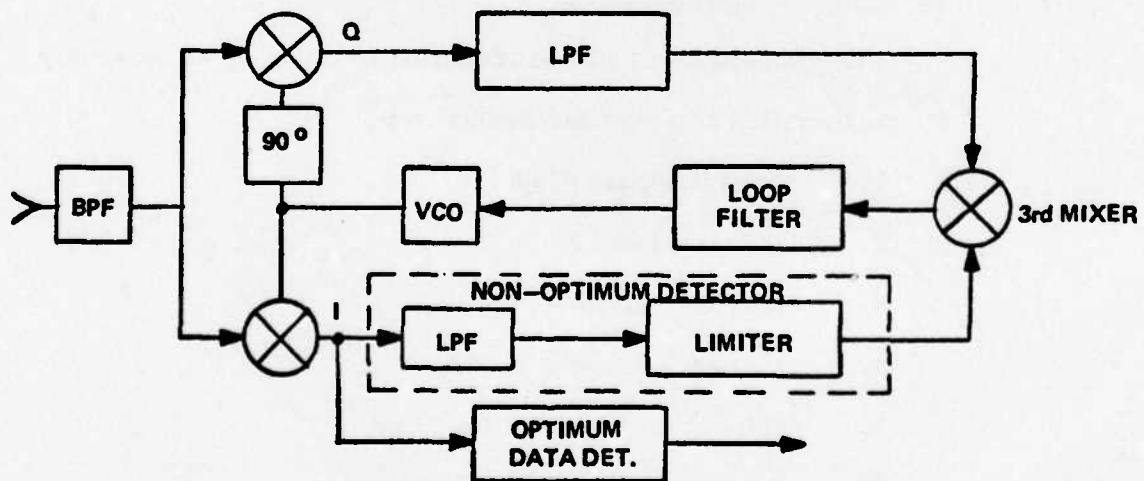 Q
LPF
90°
BPF
VCO
LOOP
FILTER
3rd MIXER
NON-OPTIMUM DETECTOR
I
LPF
LIMITER
OPTIMUM
DATA DET.